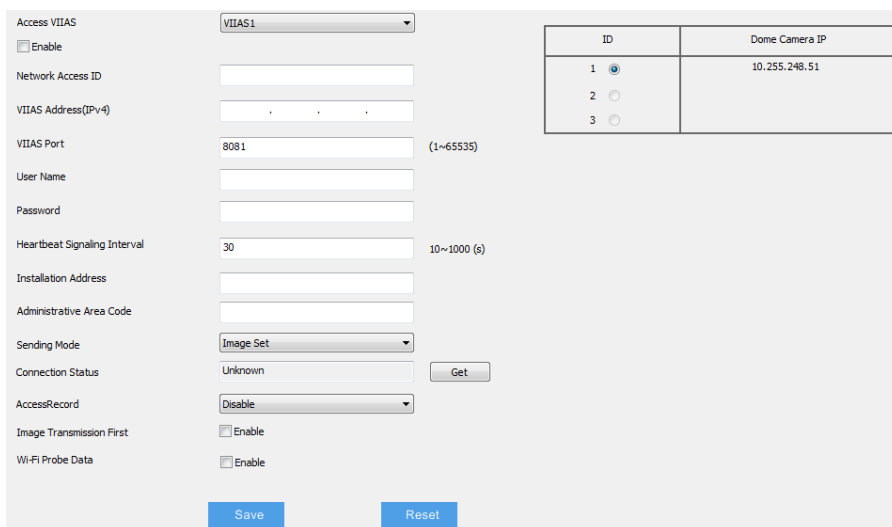 Access VIIAS
VIIAS1
Enable
Network Access ID
VIIAS Address(IPv4)
. . .
VIIAS Port
8081
(1~65535)
User Name
Password
Heartbeat Signaling Interval
30
10~1000 (s)
Installation Address
Administrative Area Code
Sending Mode
Image Set
Connection Status
Unknown
Get
AccessRecord
Disable
Image Transmission First
Enable
Wi-Fi Probe Data
Enable
Save
Reset
ID
Dome Camera IP
1
10.255.248.51
2
3